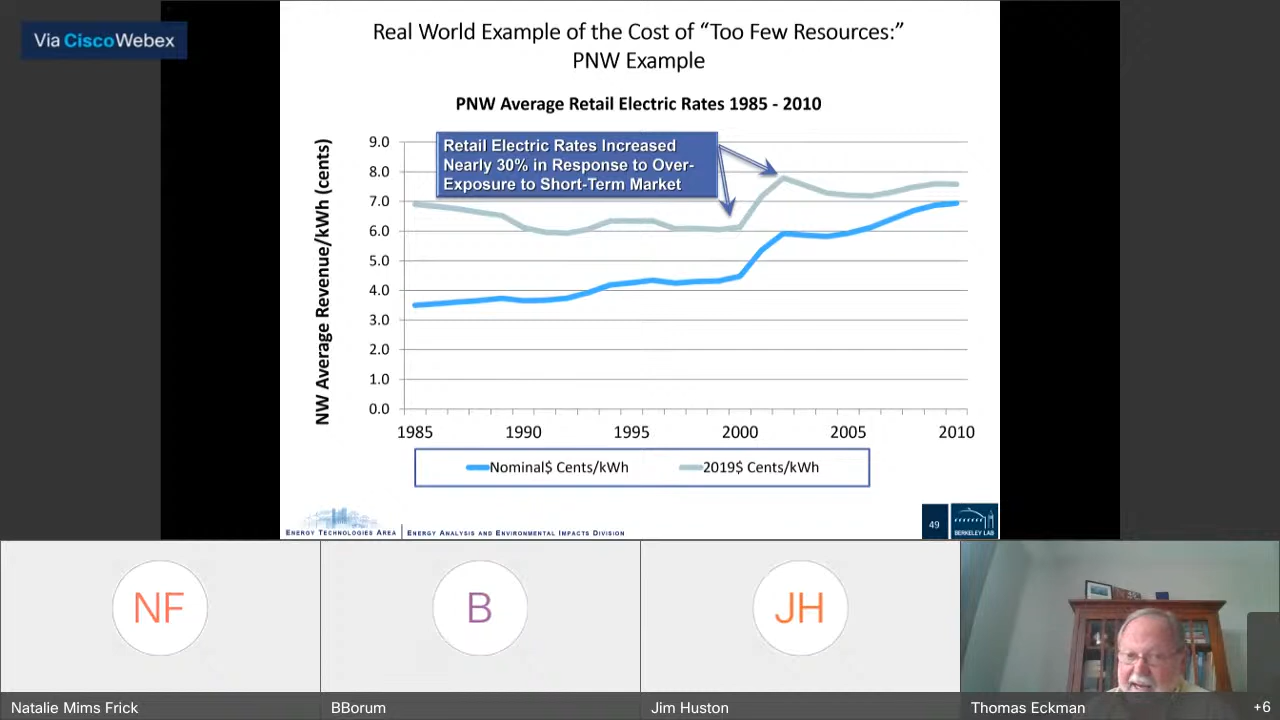 Via CiscoWebex
Real World Example of the Cost of “Too Few Resources:”
PNW Example
PNW Average Retail Electric Rates 1985 - 2010
Retail Electric Rates Increased
Nearly 30% in Response to Over-
Exposure to Short-Term Market
NW Average Revenue/kWh (cents)
9.0
8.0
7.0
6.0
5.0
4.0
3.0
2.0
1.0
0.0
1985 1990 1995 2000 2005 2010
Nominal$ Cents/kWh 2019$ Cents/kWh
Energy Technologies Area | Energy Analysis and Environmental Impacts Division
49
BERKELEY LAB
NF B JH
Natalie Mims Frick BBorum Jim Huston Thomas Eckman +6